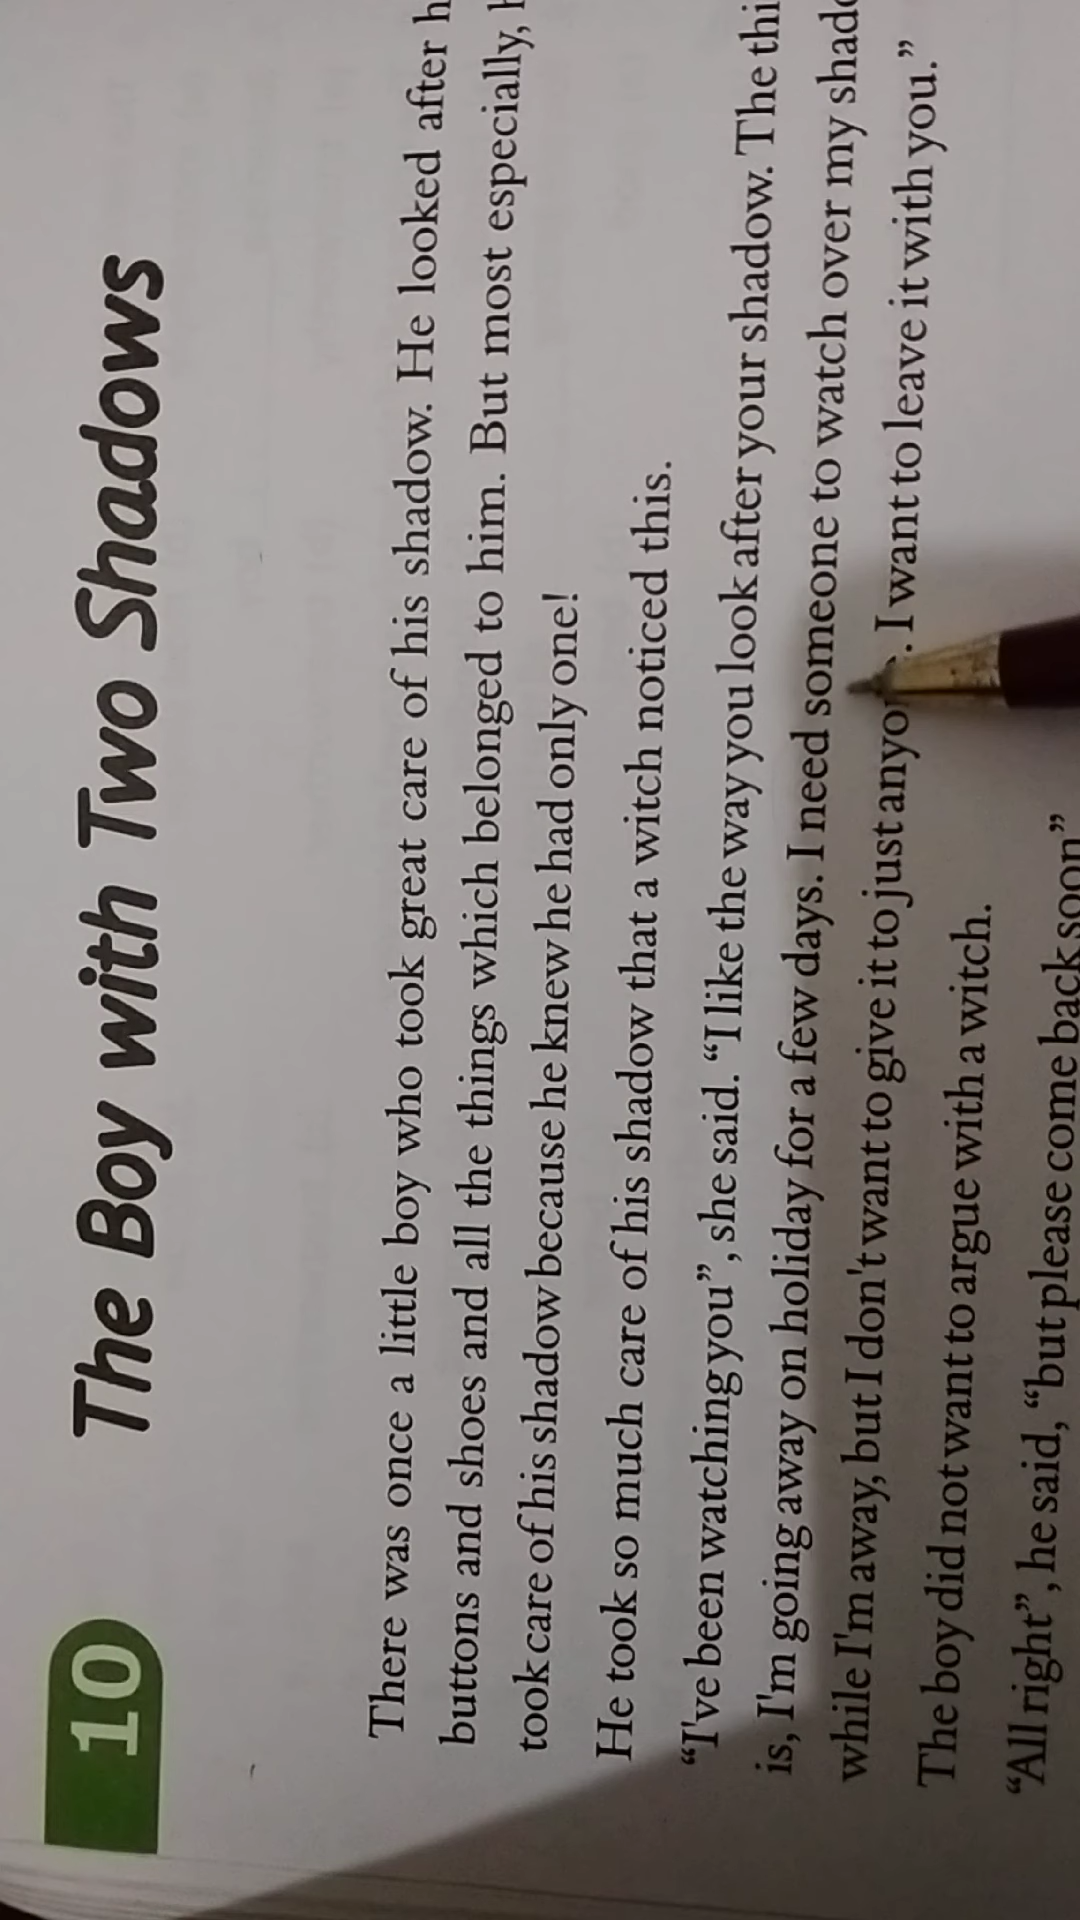 10
The Boy with Two Shadows
There was once a little boy who took great care of his shadow. He looked after
buttons and shoes and all the things which belonged to him. But most especially,
took care of his shadow because he knew he had only one!
He took so much care of his shadow that a witch noticed this.
“I've been watching you”, she said. “I like the way you look after your shadow. The
is, I'm going away on holiday for a few days. I need someone to watch over my
while I'm away, but I don't want to give it to just I want to leave it with you.”
The boy did not want to argue with a witch.
“All right”, he said, “but please come back soon”